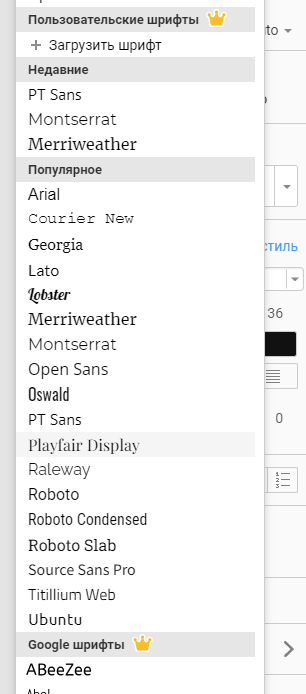 Пользовательские шрифты
+ Загрузить шрифт
Недавние
PT Sans
Montserrat
Merriweather
Популярное
Arial
Courier New
Georgia
Lato
Lobster
Merriweather
Montserrat
Open Sans
Oswald
PT Sans
Playfair Display
Raleway
Roboto
Roboto Condensed
Roboto Slab
Source Sans Pro
Titillium Web
Ubuntu
Google шрифты
ABeeZee
to
стиль
36
0